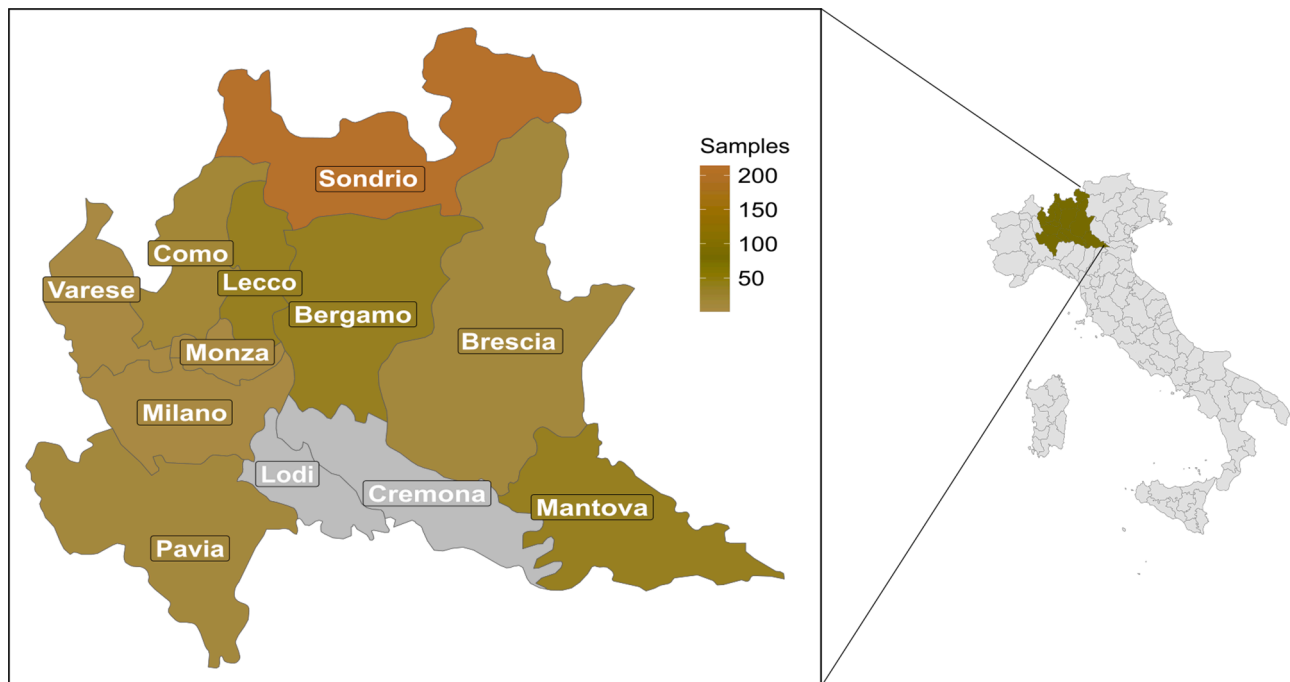 Samples
200
150
100
50
Sondrio
Como
Lecco
Varese
Bergamo
Brescia
Monza
Milano
Lodi
Cremona
Mantova
Pavia